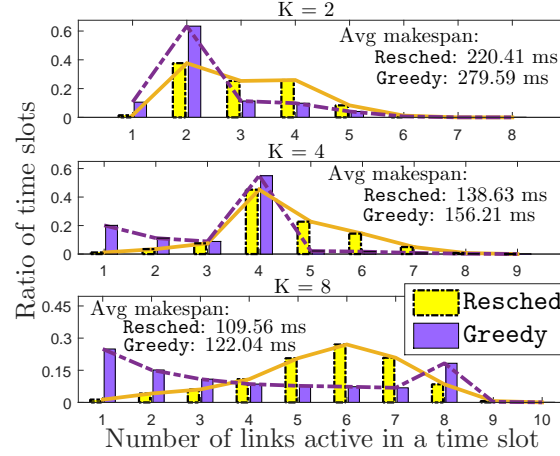 K = 2
0.6
0.4
0.2
0
Avg makespan:
Resched: 220.41 ms
Greedy: 279.59 ms
1 2 3 4 5 6 7 8
K = 4
0.6
0.4
0.2
0
Avg makespan:
Resched: 138.63 ms
Greedy: 156.21 ms
1 2 3 4 5 6 7 8 9
K = 8
0.45
0.3
0.15
0
Avg makespan:
Resched: 109.56 ms
Greedy: 122.04 ms
Resched
Greedy
1 2 3 4 5 6 7 8 9 10
Ratio of time slots
Number of links active in a time slot